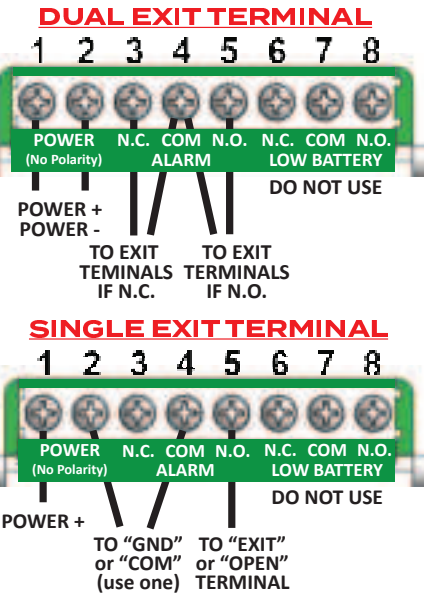 DUAL EXIT TERMINAL
1 2 3 4 5 6 7 8
POWER N.C. COM N.O. N.C. COM N.O.
(No Polarity) ALARM LOW BATTERY
DO NOT USE
POWER +
POWER -
TO EXIT TO EXIT
TEMINALS TERMINALS
IF N.C. IF N.O.
SINGLE EXIT TERMINAL
1 2 3 4 5 6 7 8
POWER N.C. COM N.O. N.C. COM N.O.
(No Polarity) ALARM LOW BATTERY
DO NOT USE
POWER +
TO “GND” TO “EXIT”
or “COM” or “OPEN”
(use one) TERMINAL